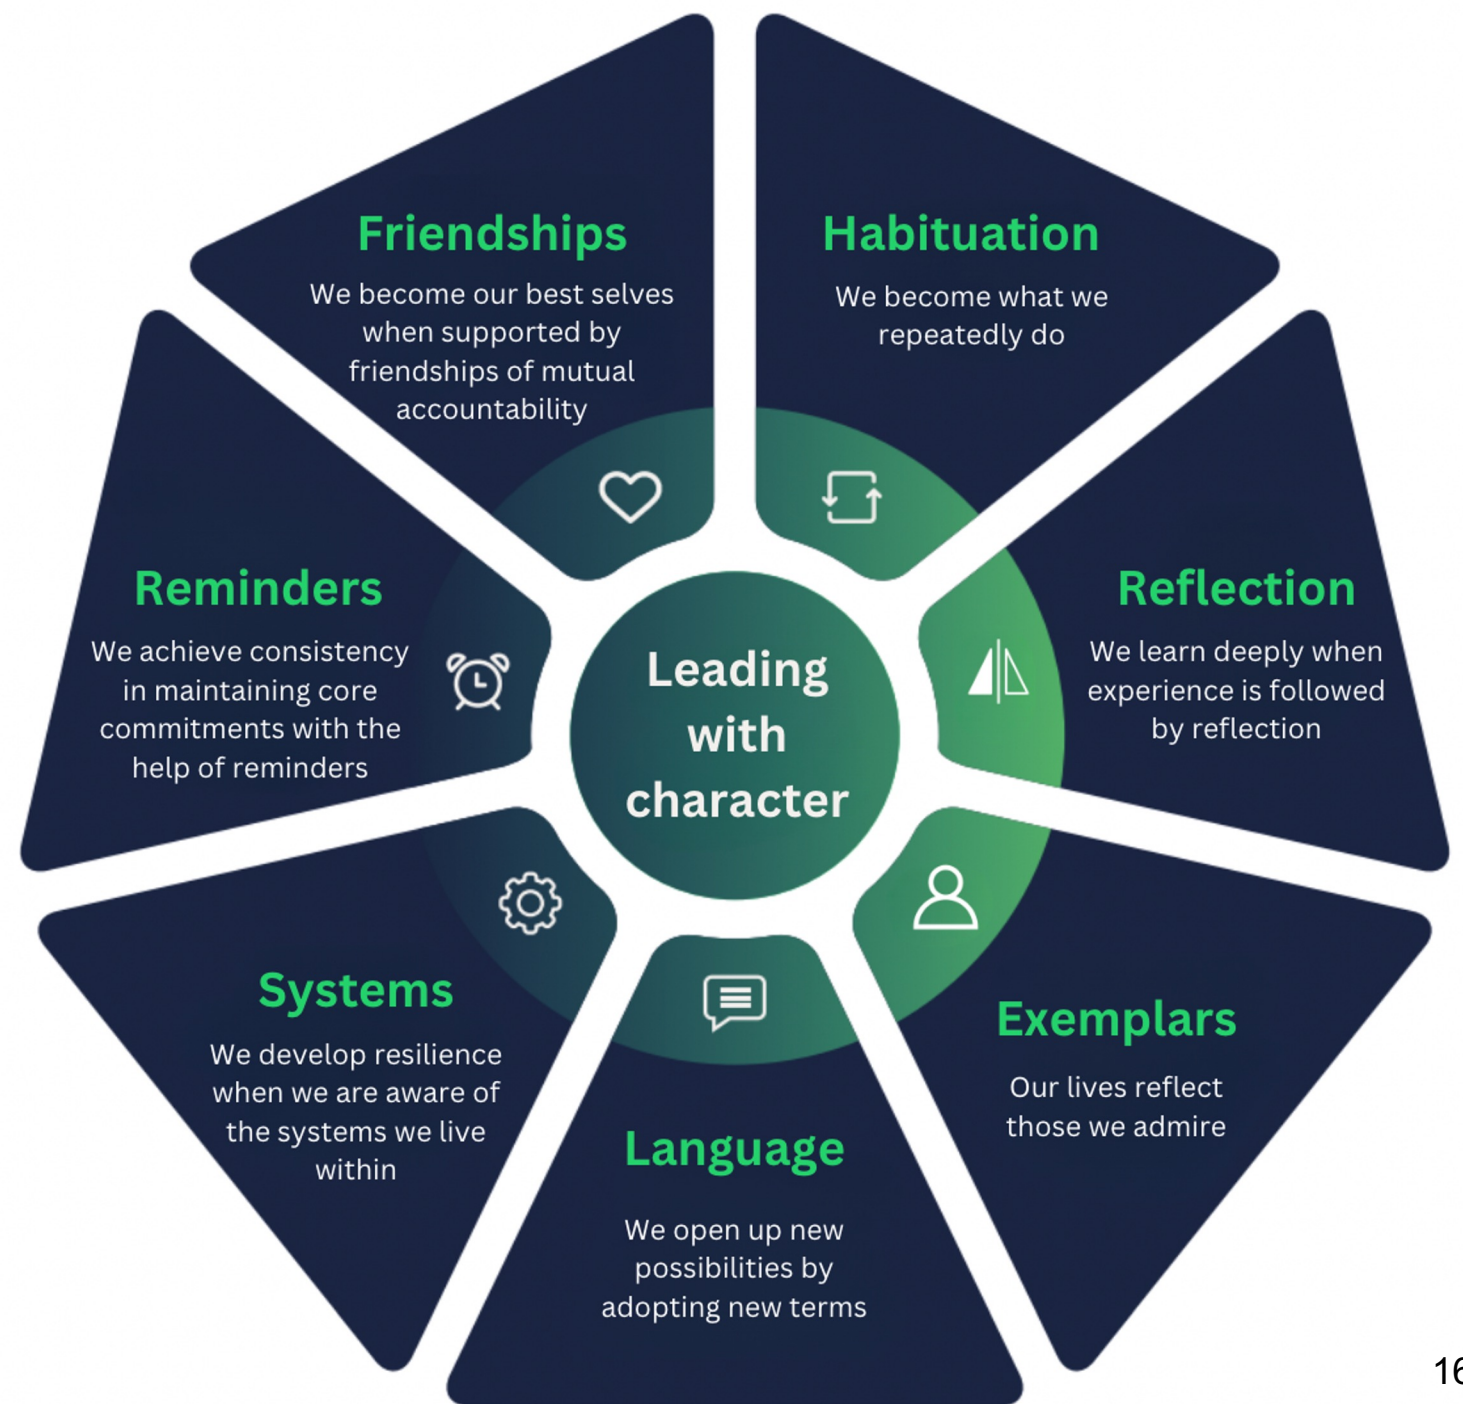 Leading
with
character
Habituation
We become what we
repeatedly do
Reflection
We learn deeply when
experience is followed
by reflection
Exemplars
Our lives reflect
those we admire
Language
We open up new
possibilities by
adopting new terms
Systems
We develop resilience
when we are aware of
the systems we live
within
Reminders
We achieve consistency
in maintaining core
commitments with the
help of reminders
Friendships
We become our best selves
when supported by
friendships of mutual
accountability
16